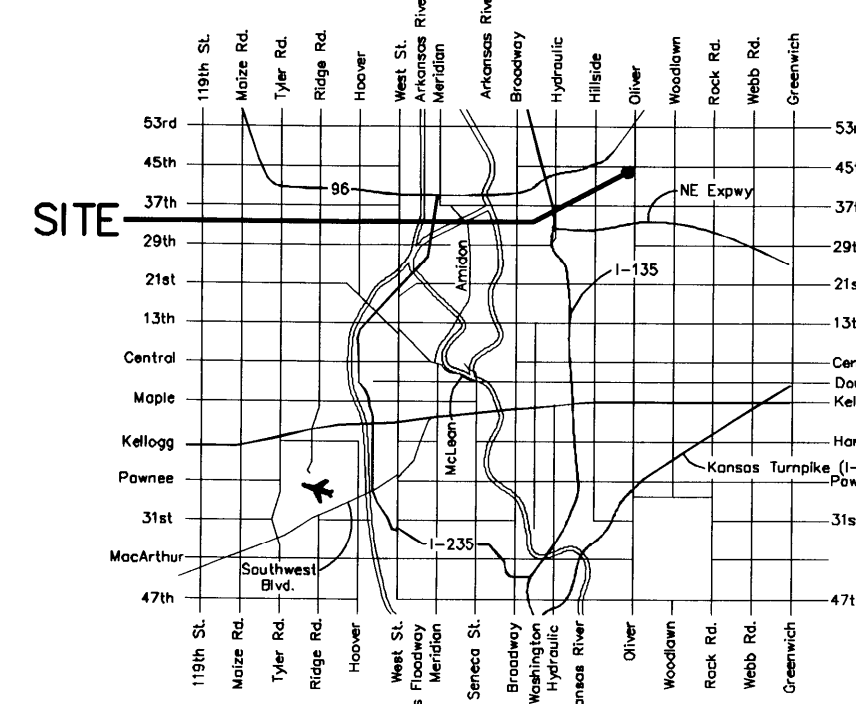 119th St.
Maize Rd.
Tyler Rd.
Ridge Rd.
Hoover
West St.
Arkansas Rive
Meridian
Arkansas Rive
Broadway
Hydraulic
Hillside
Oliver
Woodlawn
Rock Rd.
Webb Rd.
Greenwich
53rd
53r
45th
45t
96
NE Expwy
37th
37t
SITE
29th
29t
Amidon
I-135
21st
21s
13th
13t
Central
Cen
Dou
Maple
Kel
McLean
Kellogg
Har
Kansas Turnpike (I-
Pawnee
Paw
31st
31s
I-235
MacArthur
Southwest
Blvd.
47th
47t
119th St.
Maize Rd.
Tyler Rd.
Ridge Rd.
Hoover
West St.
s Floodway
Meridian
Seneca St.
Broadway
Washington
Hydraulic
ansas River
Oliver
Woodlawn
Rock Rd.
Webb Rd.
Greenwich